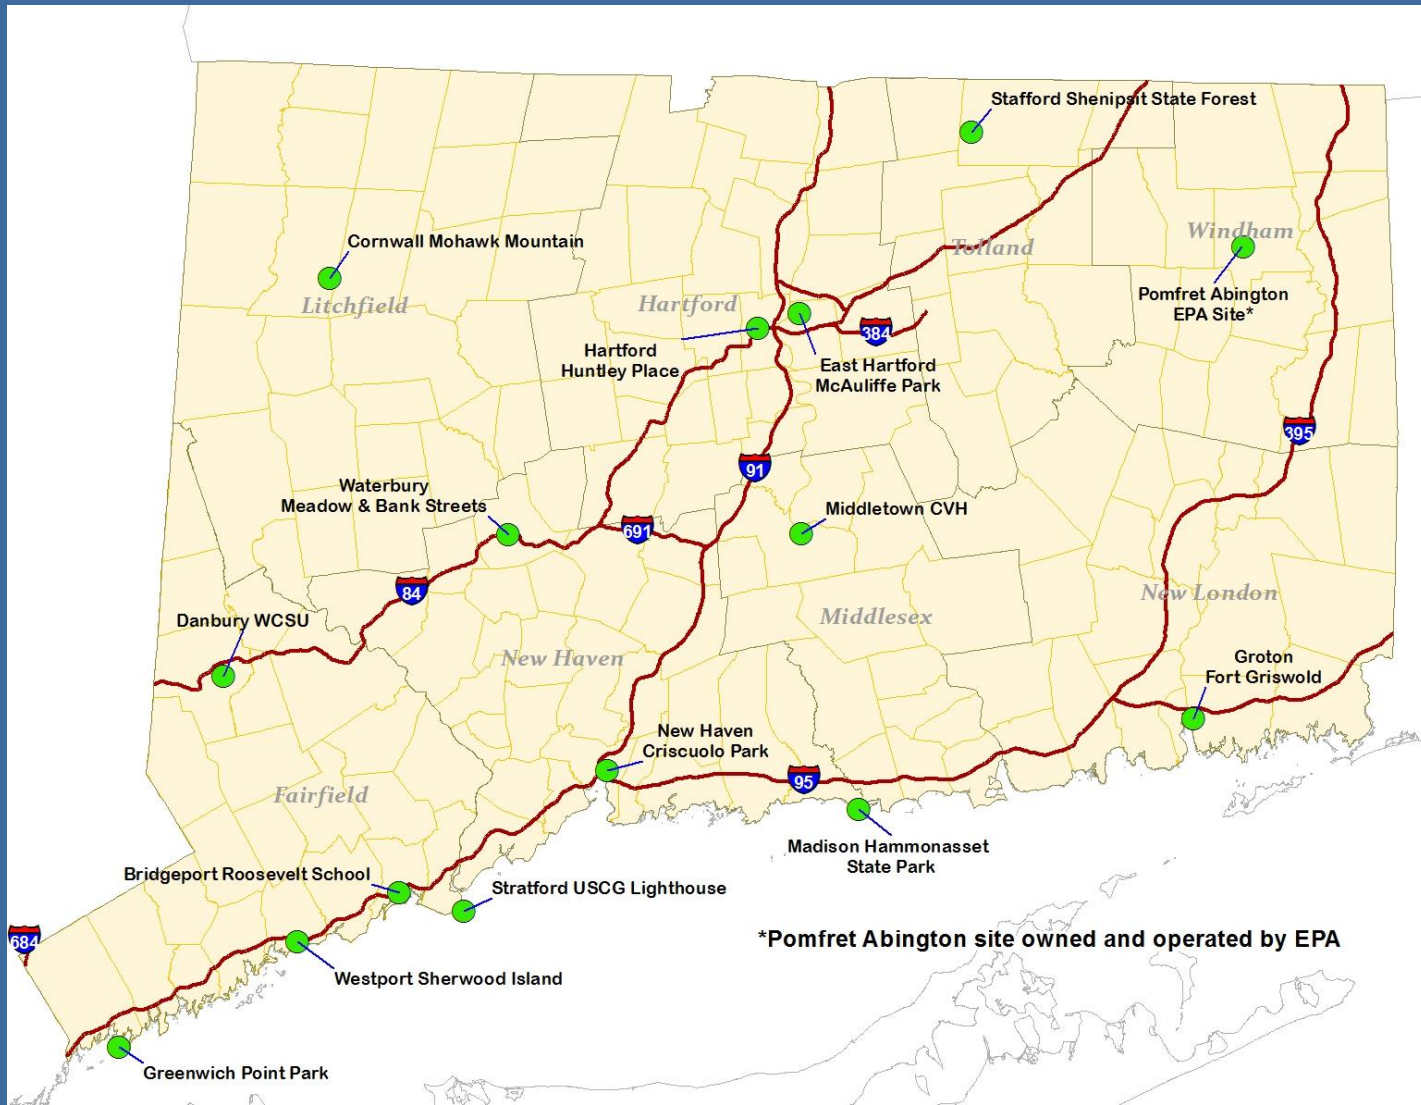 Stafford Shenipsit State Forest
Cornwall Mohawk Mountain
Windham
Tolland
Litchfield
Hartford
Pomfret Abington
EPA Site*
384
Hartford
Huntley Place
East Hartford
McAuliffe Park
395
91
Waterbury
Meadow & Bank Streets
Middletown CVH
691
84
New London
Middlesex
Danbury WCSU
New Haven
Groton
Fort Griswold
New Haven
Criscuolo Park
95
Fairfield
Madison Hammonasset
State Park
Bridgeport Roosevelt School
Stratford USCG Lighthouse
684
*Pomfret Abington site owned and operated by EPA
Westport Sherwood Island
Greenwich Point Park